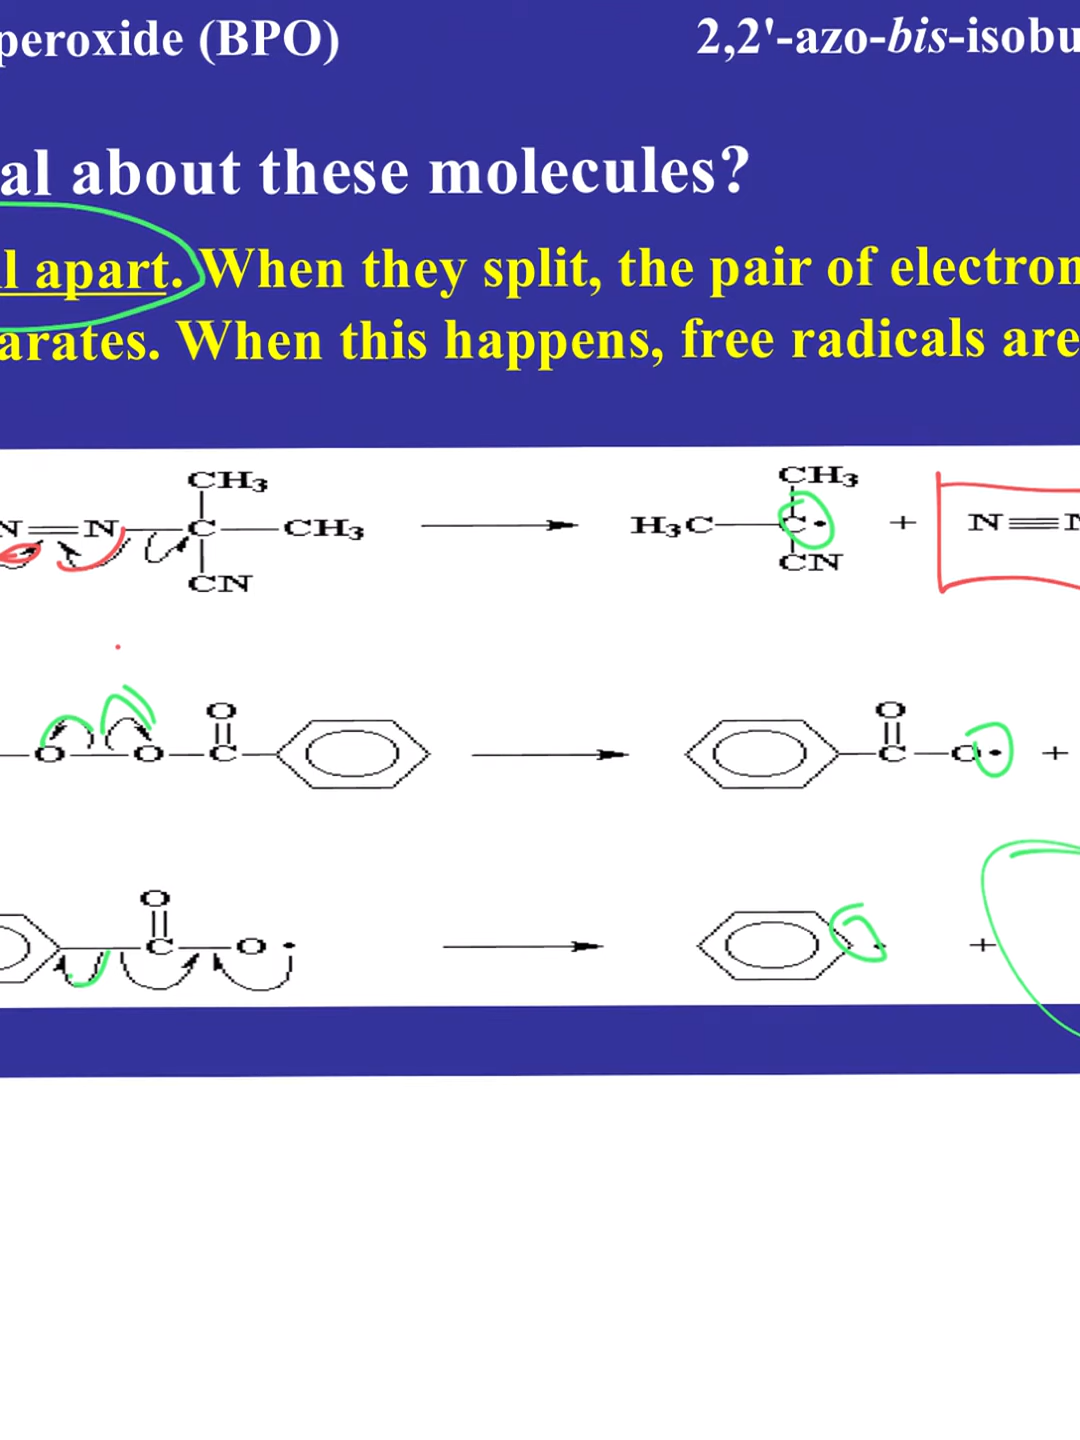 peroxide (BPO) 2,2'-azo-bis-isobu
al about these molecules?
l apart. When they split, the pair of electron
arates. When this happens, free radicals are
CH3 CH3
N N C CH3 H3C C• + N N
CN CN
O O
O O C C O• +
O
C O • • +